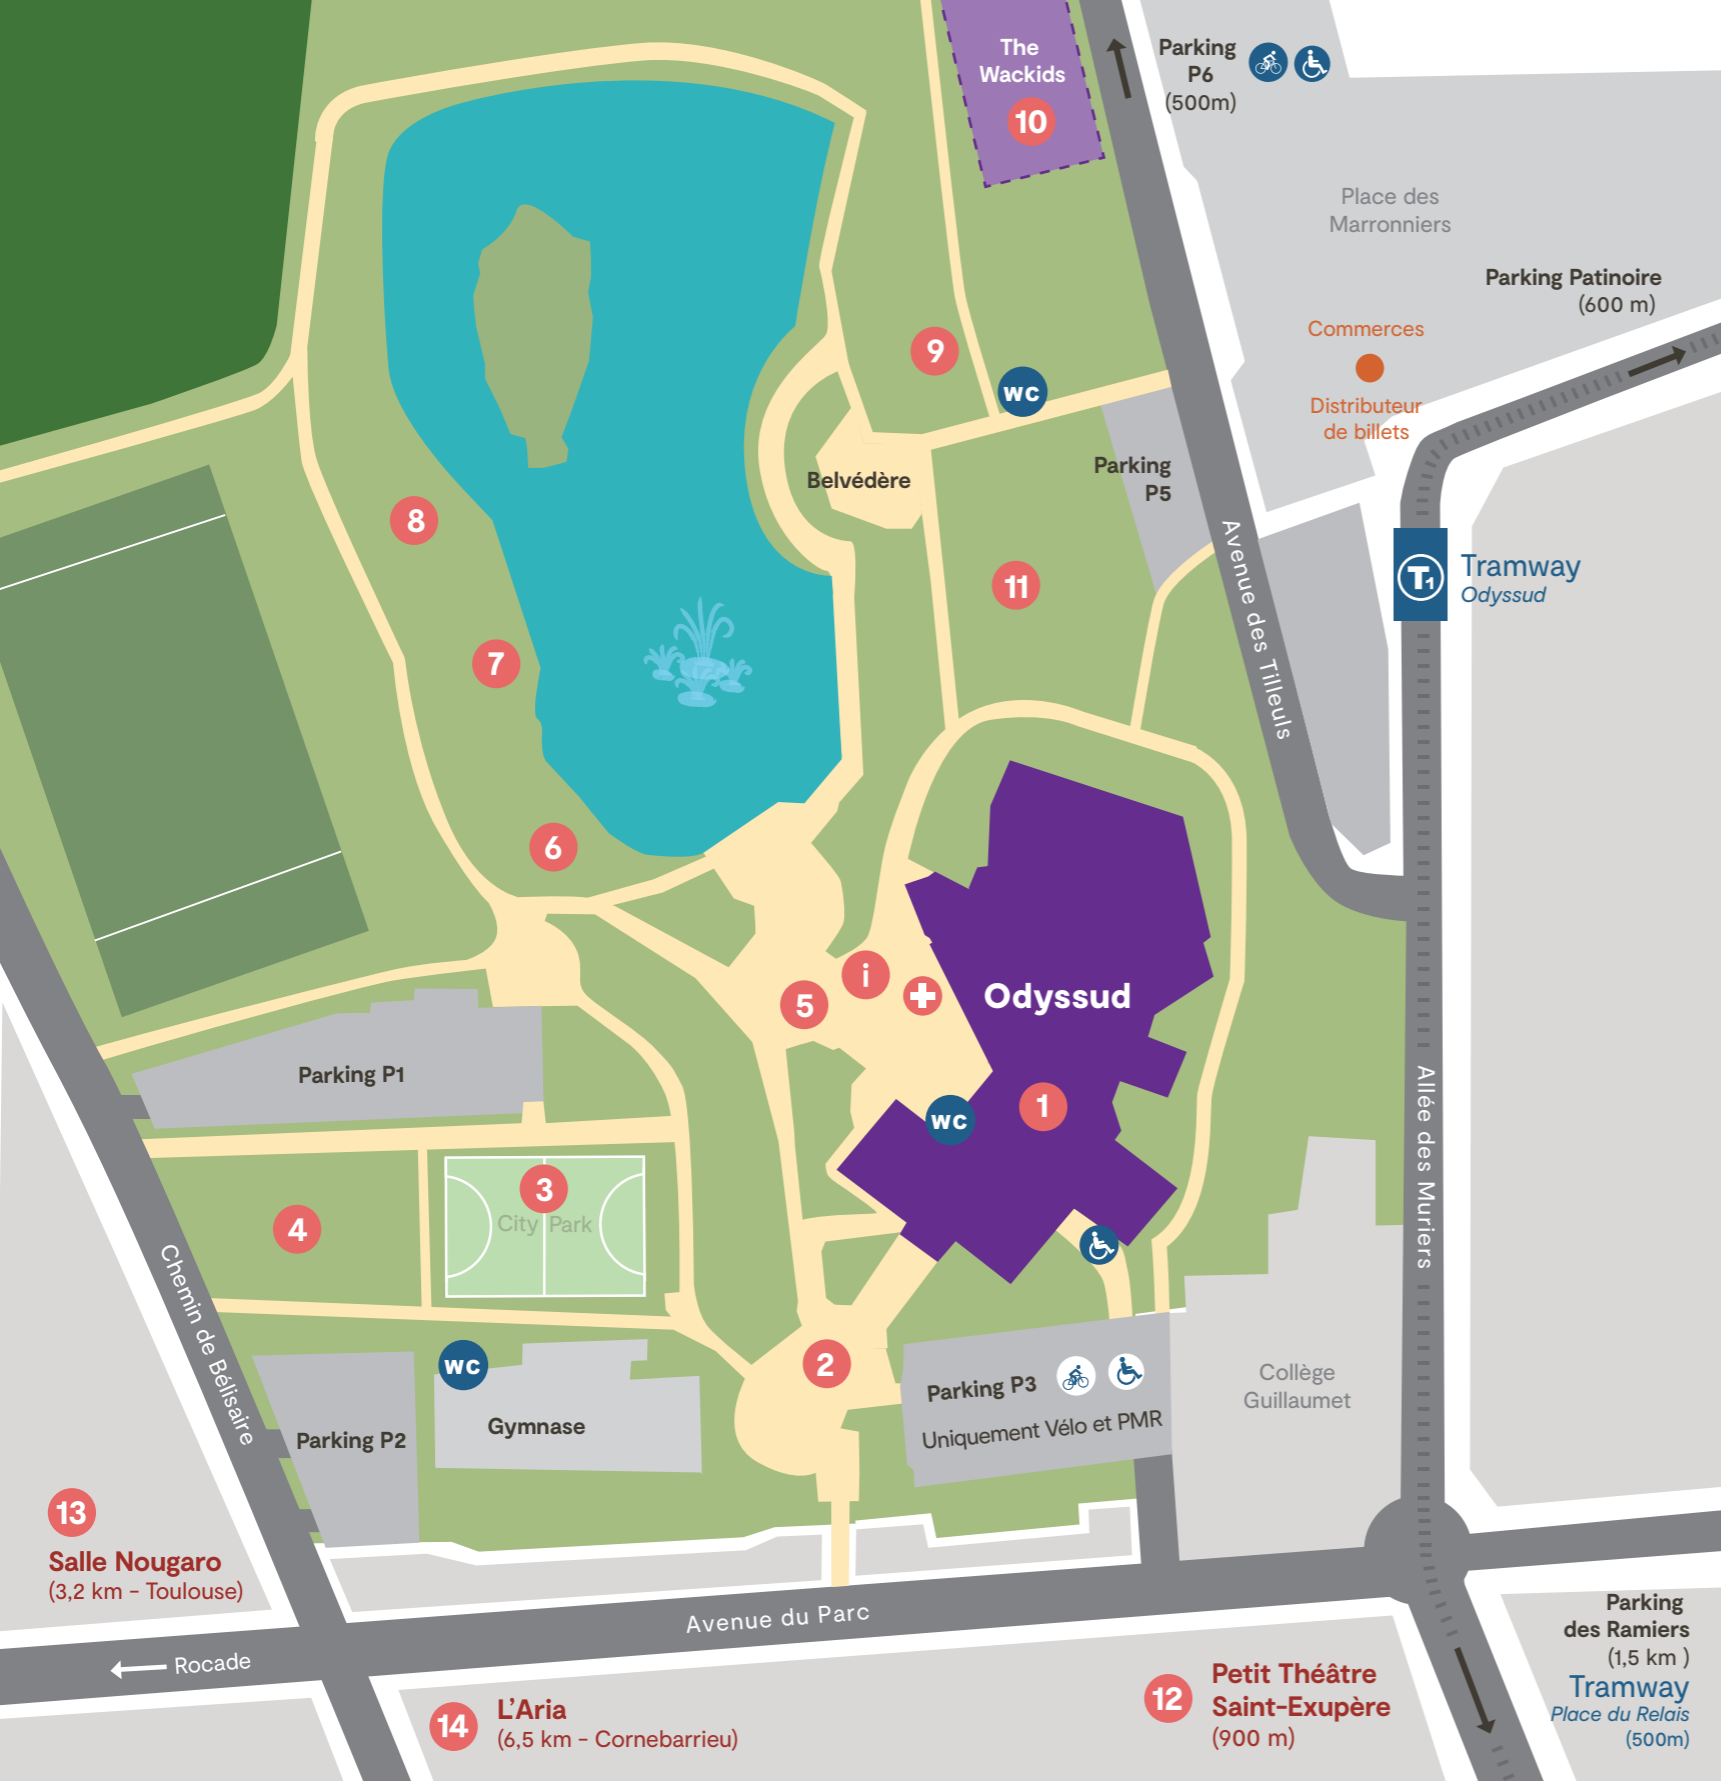 The
Wackids
10
Parking
P6
(500m)
Place des
Marronniers
Parking Patinoire
(600 m)
Commerces
Distributeur
de billets
9
WC
Belvédère
Parking
P5
8
11
Avenue des Tilleuls
T1
Tramway
Odyssud
7
6
i
5
Odyssud
Parking P1
WC
1
3
City Park
4
Allée des Muriers
Chemin de Bélisaire
WC
2
Parking P3
Uniquement Vélo et PMR
Collège
Guillaumet
Gymnase
Parking P2
13
Salle Nougaro
(3,2 km - Toulouse)
Avenue du Parc
Rocade
14
L'Aria
(6,5 km - Cornebarrieu)
12
Petit Théâtre
Saint-Exupère
(900 m)
Parking
des Ramiers
(1,5 km )
Tramway
Place du Relais
(500m)